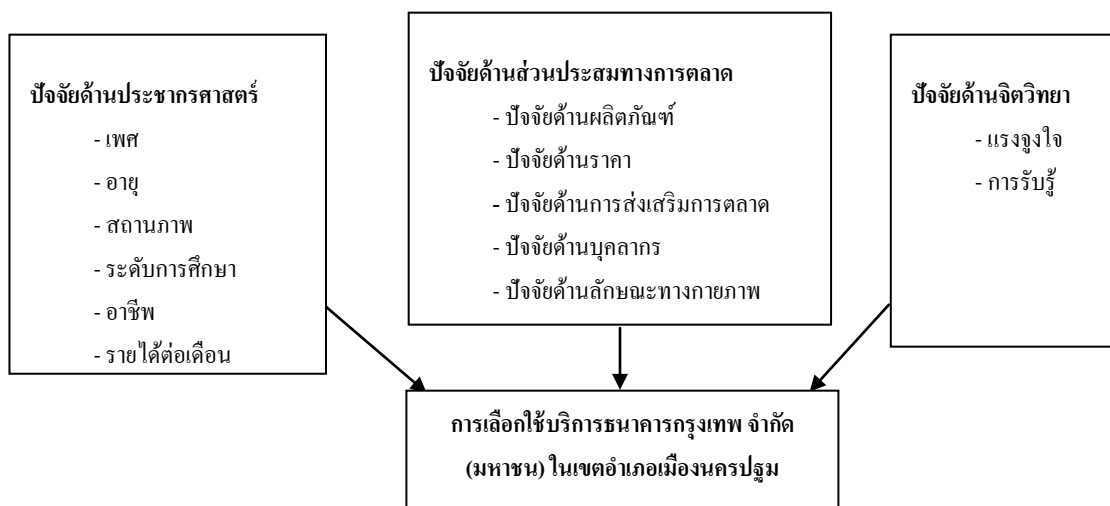 ปัจจัยด้านประชากรศาสตร์
- เพศ
- อายุ
- สถานภาพ
- ระดับการศึกษา
- อาชีพ
- รายได้ต่อเดือน
ปัจจัยด้านส่วนประสมทางการตลาด
- ปัจจัยด้านผลิตภัณฑ์
- ปัจจัยด้านราคา
- ปัจจัยด้านการส่งเสริมการตลาด
- ปัจจัยด้านบุคลากร
- ปัจจัยด้านลักษณะทางกายภาพ
ปัจจัยด้านจิตวิทยา
- แรงจูงใจ
- การรับรู้
การเลือกใช้บริการธนาคารกรุงเทพ จำกัด
(มหาชน) ในเขตอำเภอเมืองนครปฐม